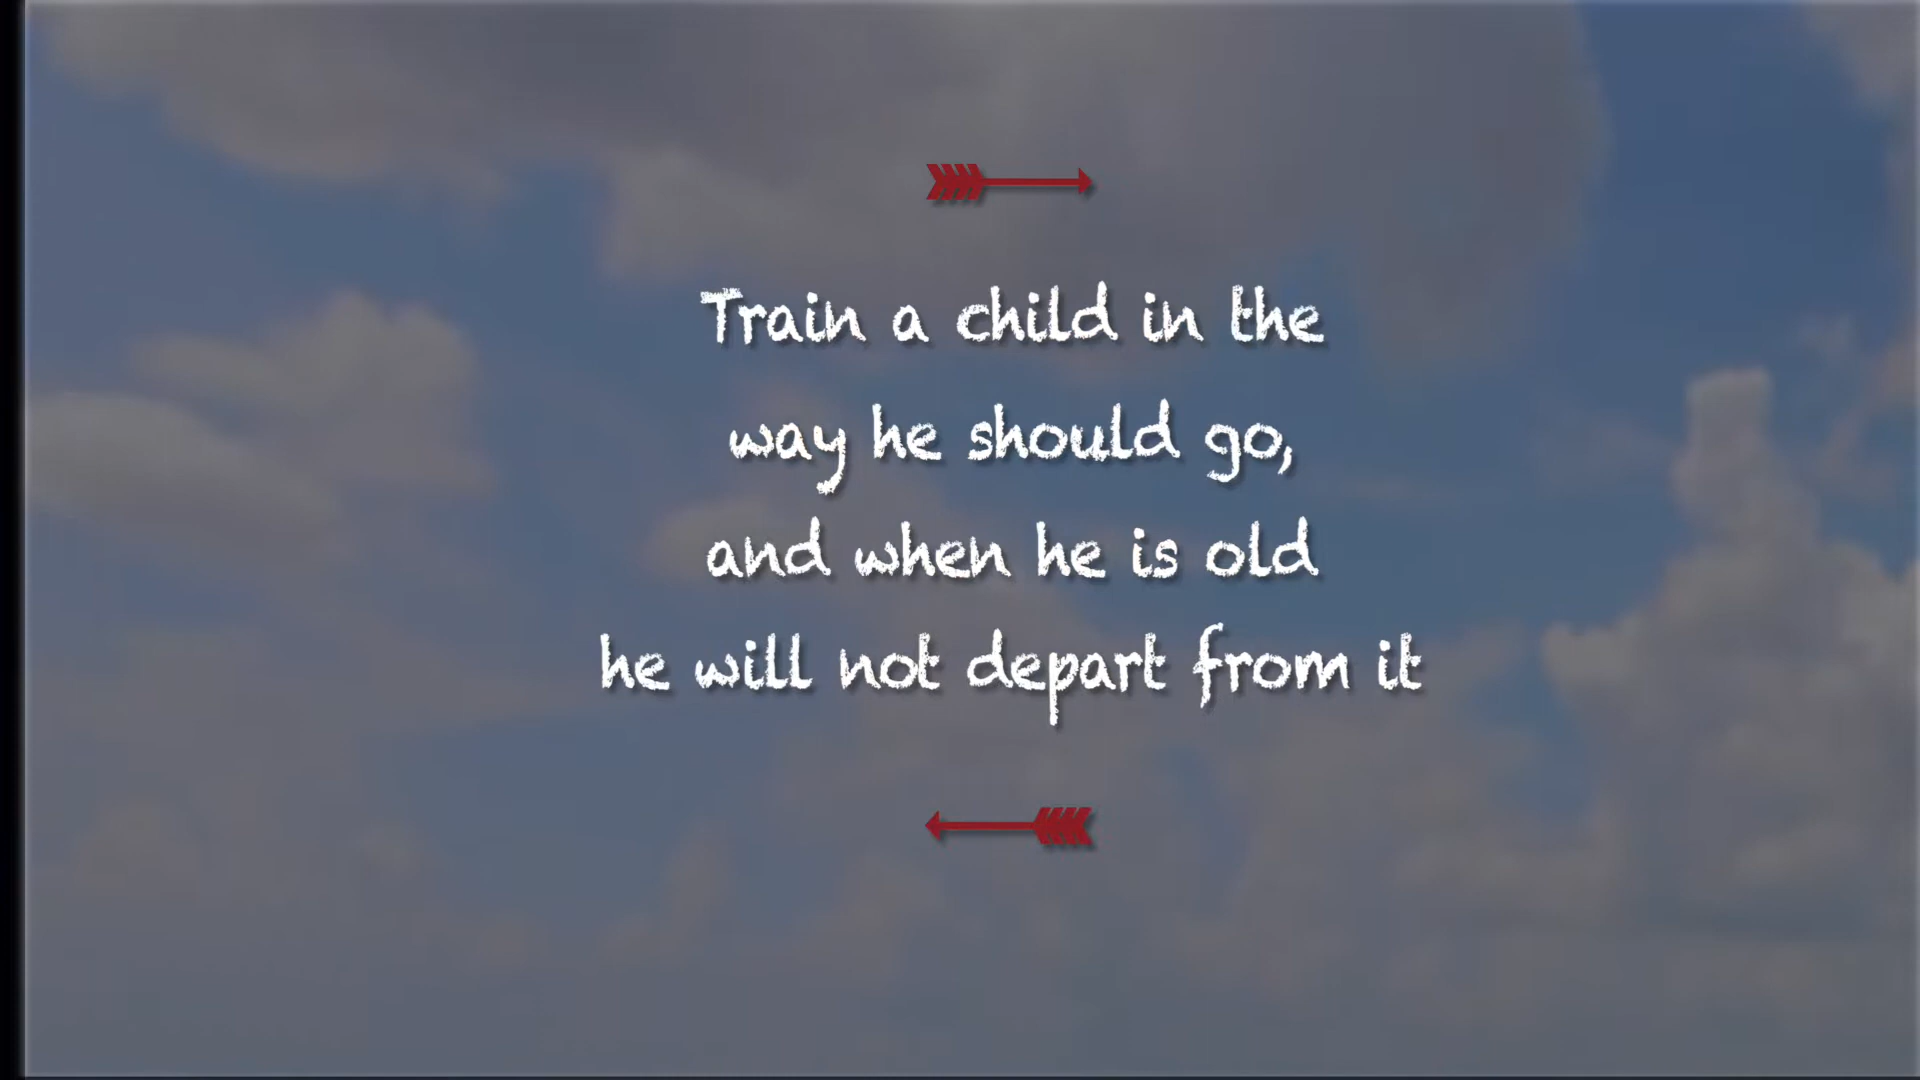 Train a child in the
way he should go,
and when he is old
he will not depart from it